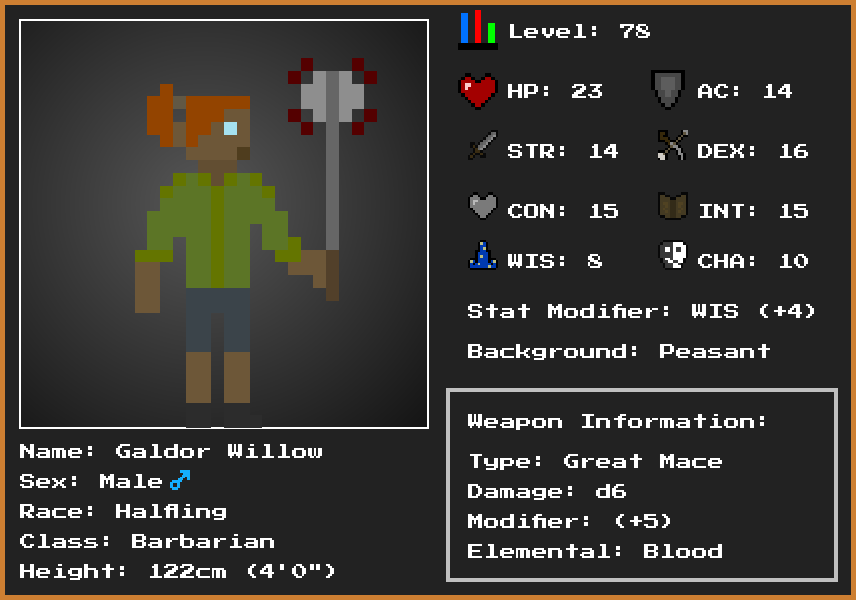 Level: 78
HP: 23
AC: 14
STR: 14
DEX: 16
CON: 15
INT: 15
WIS: 8
CHA: 10
Stat Modifier: WIS (+4)
Background: Peasant
Weapon Information:
Type: Great Mace
Damage: d6
Modifier: (+5)
Elemental: Blood
Name: Galdor Willow
Sex: Male ♂
Race: Halfling
Class: Barbarian
Height: 122cm (4'0")